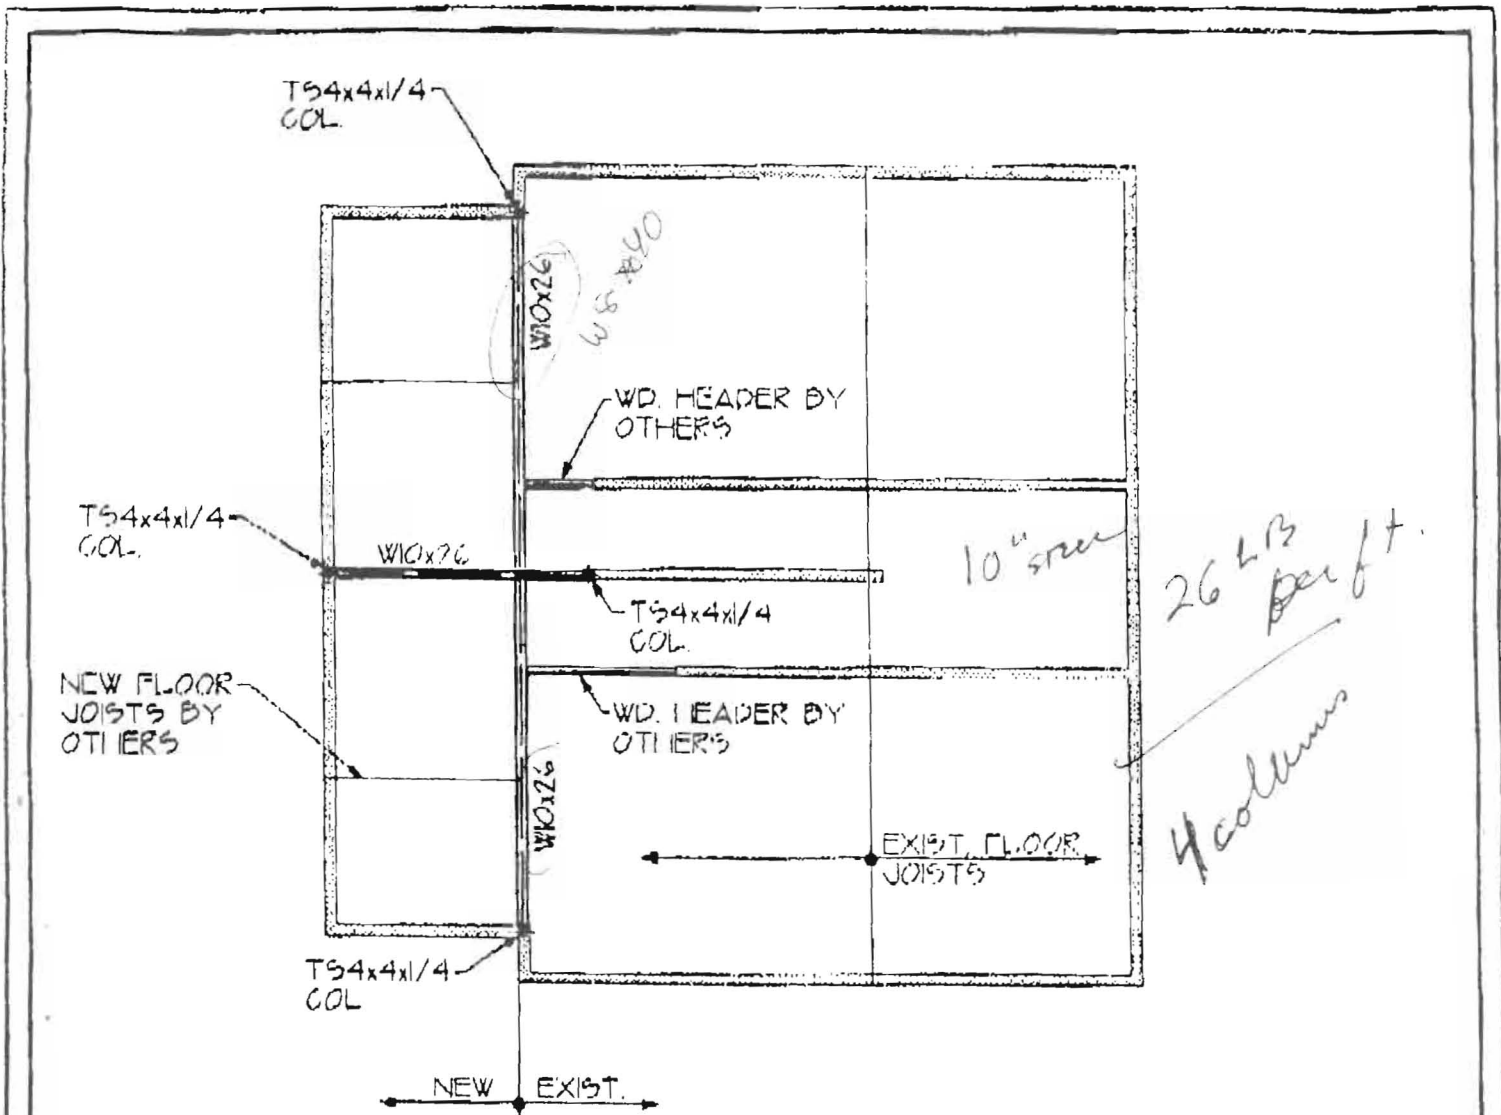 TS4x4x1/4
COL.
W10x26
W8x40
WD. HEADER BY
OTHERS
TS4x4x1/4
COL.
W10x26
10"
26 LB
per ft.
TS4x4x1/4
COL.
NEW FLOOR
JOISTS BY
OTHERS
WD. HEADER BY
OTHERS
4 columns
W10x26
EXIST. FLOOR
JOISTS
TS4x4x1/4
COL
NEW
EXIST.